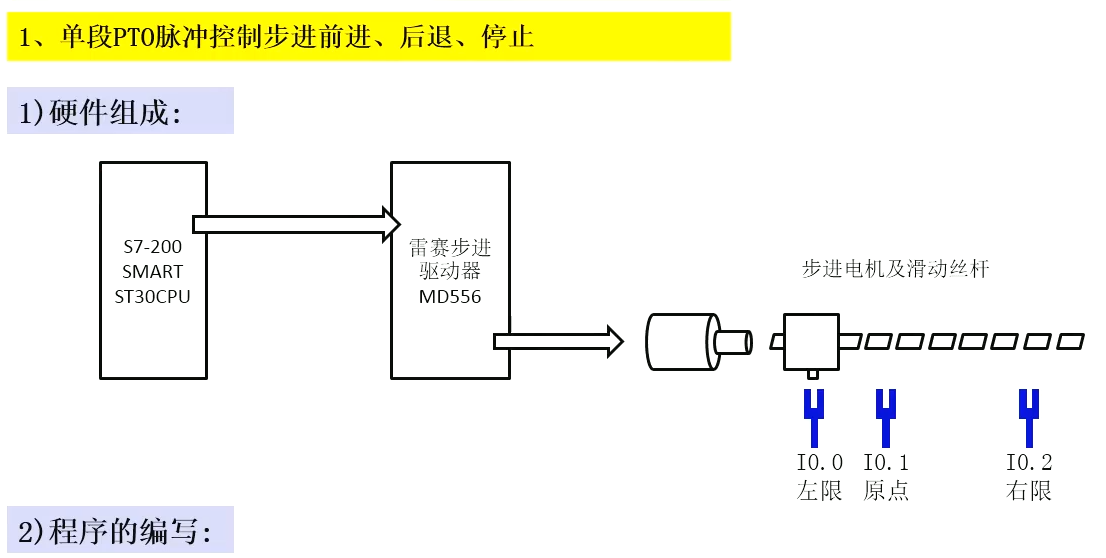 1、单段PTO脉冲控制步进前进、后退、停止
1)硬件组成:
S7-200
SMART
ST30CPU
雷赛步进
驱动器
MD556
步进电机及滑动丝杆
I0.0
左限
I0.1
原点
I0.2
右限
2)程序的编写: